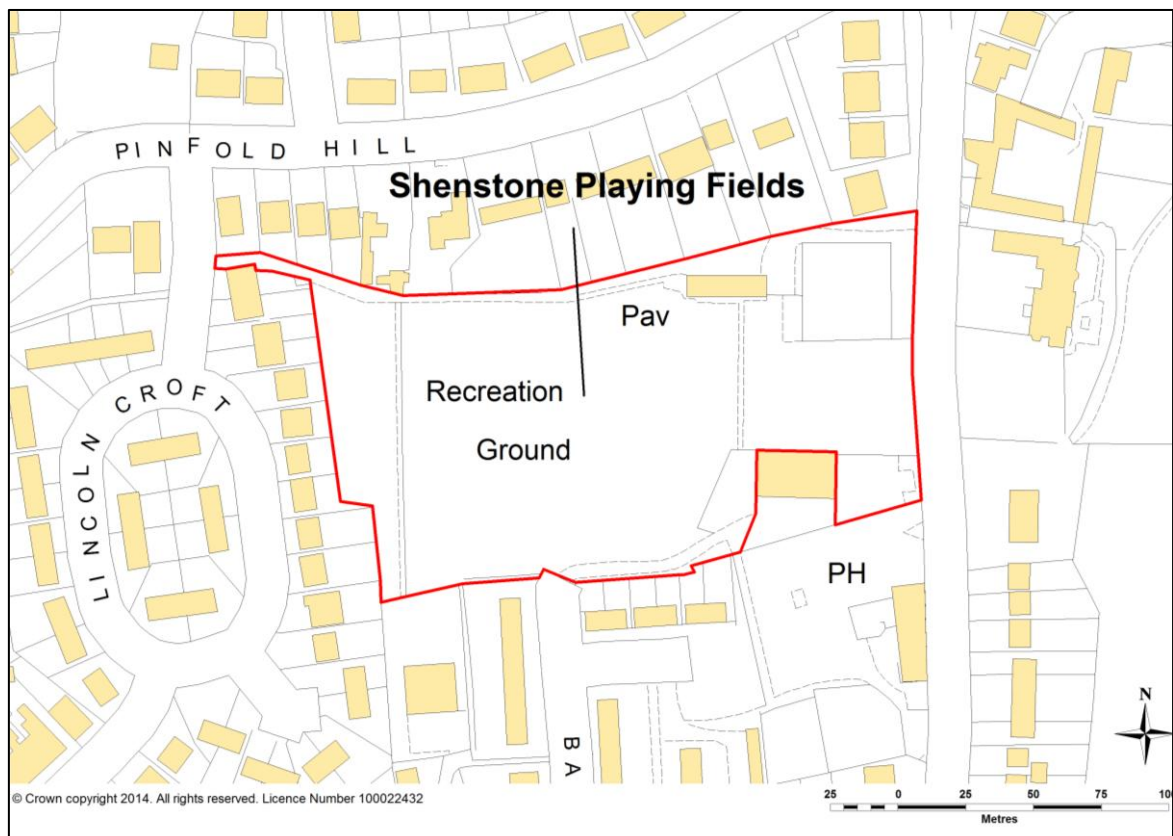 PINFOLD HILL
Shenstone Playing Fields
Pav
Recreation
Ground
LINCOLN CROFT
PH
BA
N
© Crown copyright 2014. All rights reserved. Licence Number 100022432
25 0 25 50 75 100
Metres